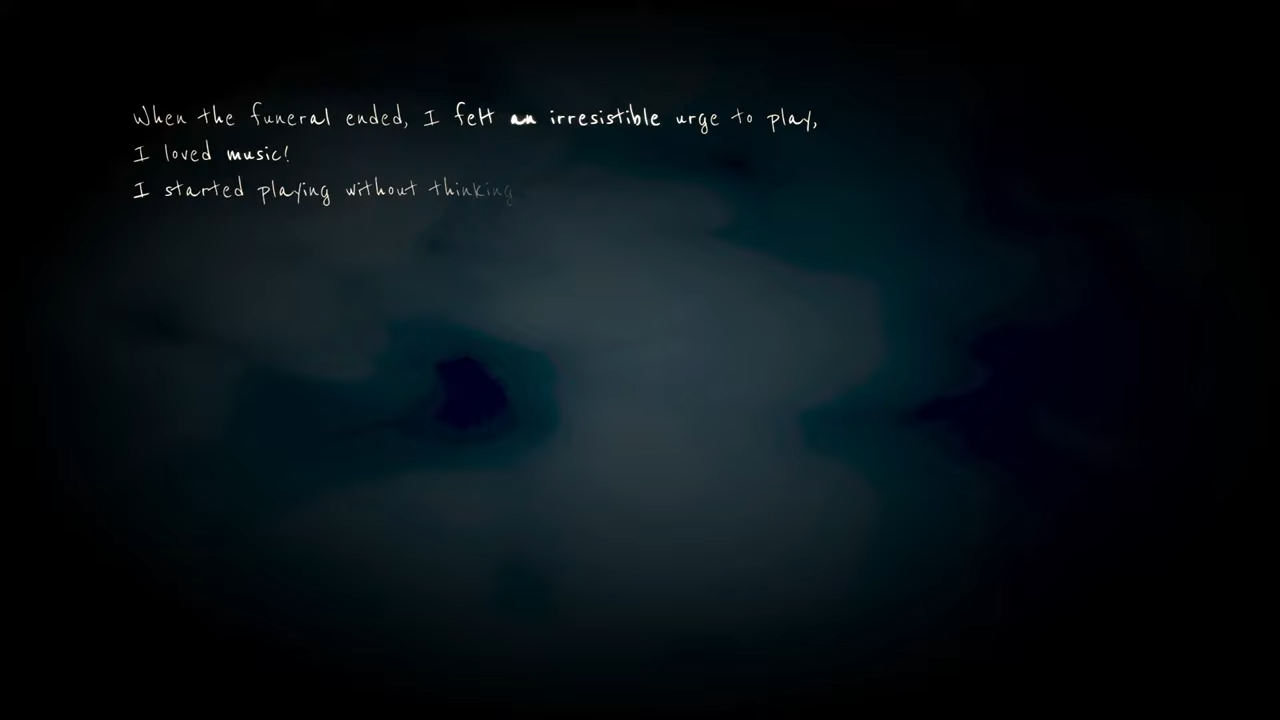 When the funeral ended, I felt an irresistible urge to play,
I loved music!
I started playing without thinking